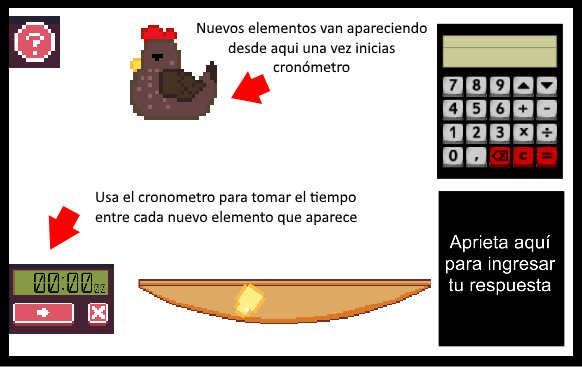 ?
Nuevos elementos van apareciendo
desde aqui una vez inicias
cronómetro
7 8 9 ▲ ▼
4 5 6 + −
1 2 3 × ÷
0 , ⌫ C =
Usa el cronometro para tomar el tiempo
entre cada nuevo elemento que aparece
00:00 22
Aprieta aquí
para ingresar
tu respuesta